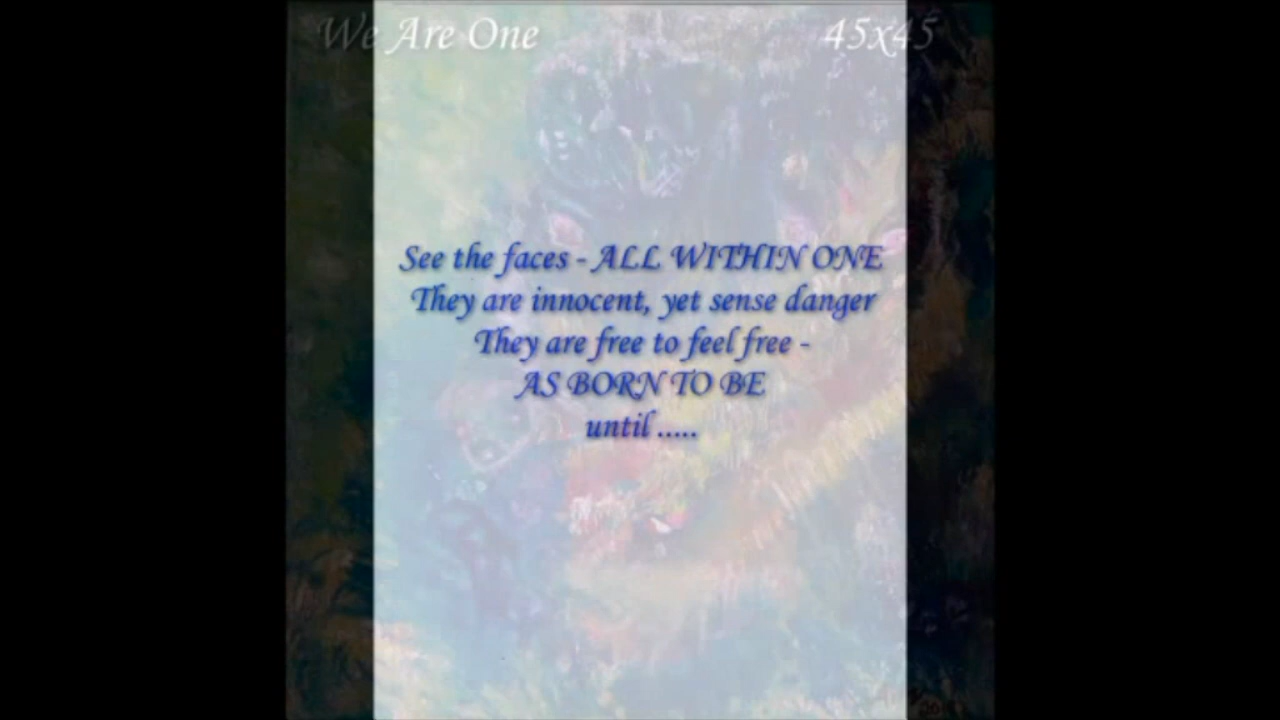 We Are One 45x45
See the faces - ALL WITHIN ONE
They are innocent, yet sense danger
They are free to feel free -
AS BORN TO BE
until .....